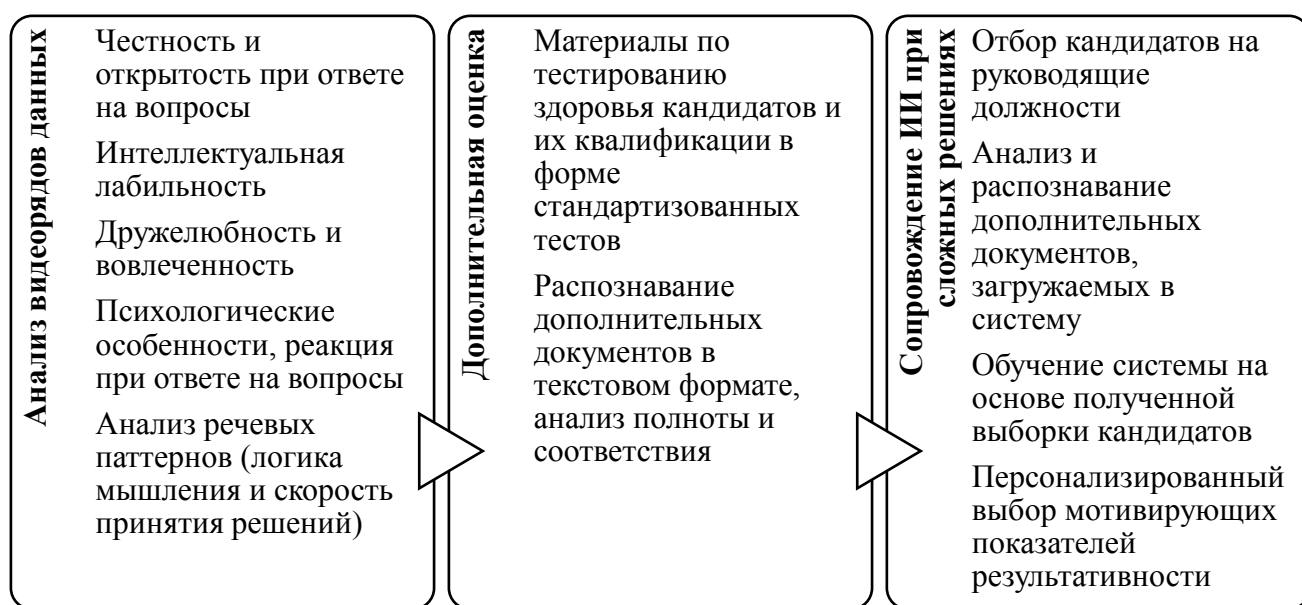 Анализ видеорядов данных
Честность и
открытость при ответе
на вопросы
Интеллектуальная
лабильность
Дружелюбность и
вовлеченность
Психологические
особенности, реакция
при ответе на вопросы
Анализ речевых
паттернов (логика
мышления и скорость
принятия решений)
Дополнительная оценка
Материалы по
тестированию
здоровья кандидатов и
их квалификации в
форме
стандартизованных
тестов
Распознавание
дополнительных
документов в
текстовом формате,
анализ полноты и
соответствия
Сопровождение ИИ при
сложных решениях
Отбор кандидатов на
руководящие
должности
Анализ и
распознавание
дополнительных
документов,
загружаемых в
систему
Обучение системы на
основе полученной
выборки кандидатов
Персонализированный
выбор мотивирующих
показателей
результативности